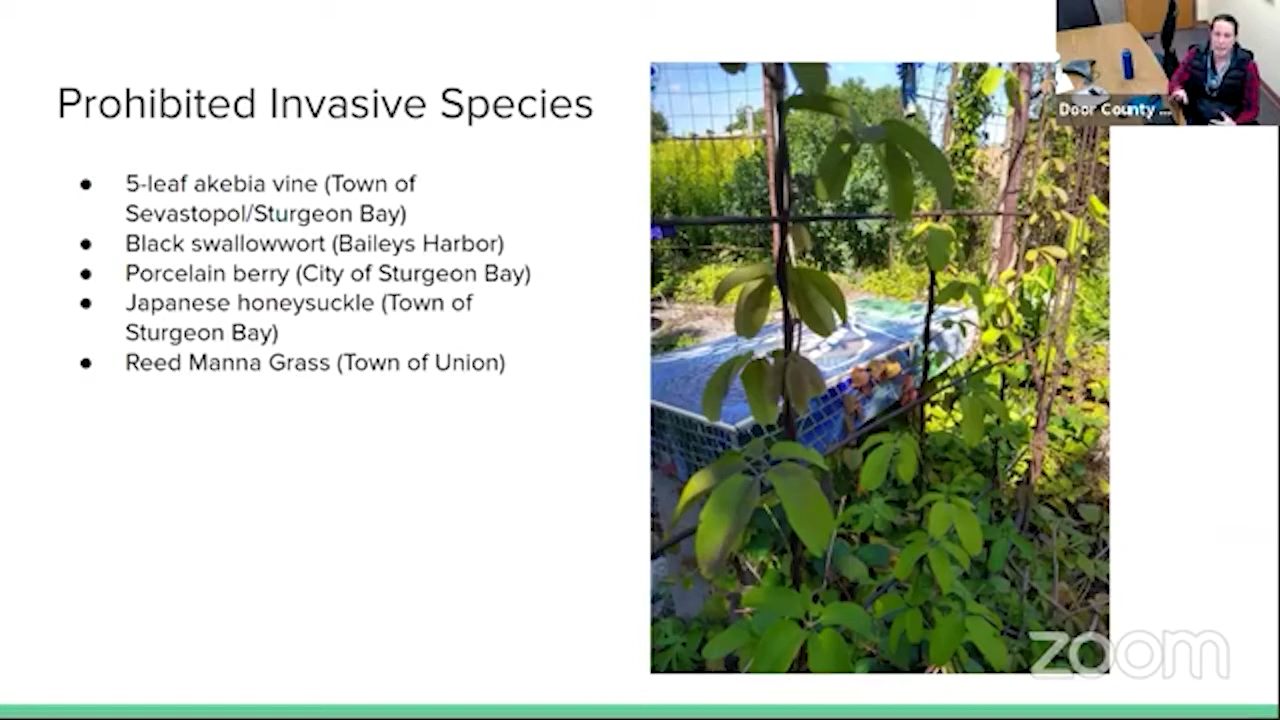 Prohibited Invasive Species
● 5-leaf akebia vine (Town of
Sevastopol/Sturgeon Bay)
● Black swallowwort (Baileys Harbor)
● Porcelain berry (City of Sturgeon Bay)
● Japanese honeysuckle (Town of
Sturgeon Bay)
● Reed Manna Grass (Town of Union)
Door County ...
zoom